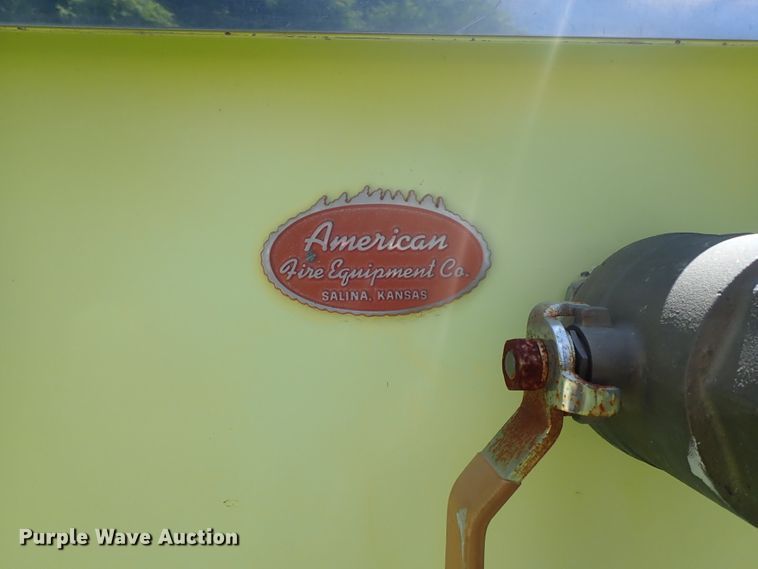 American
Fire Equipment Co.
SALINA, KANSAS
Purple Wave Auction